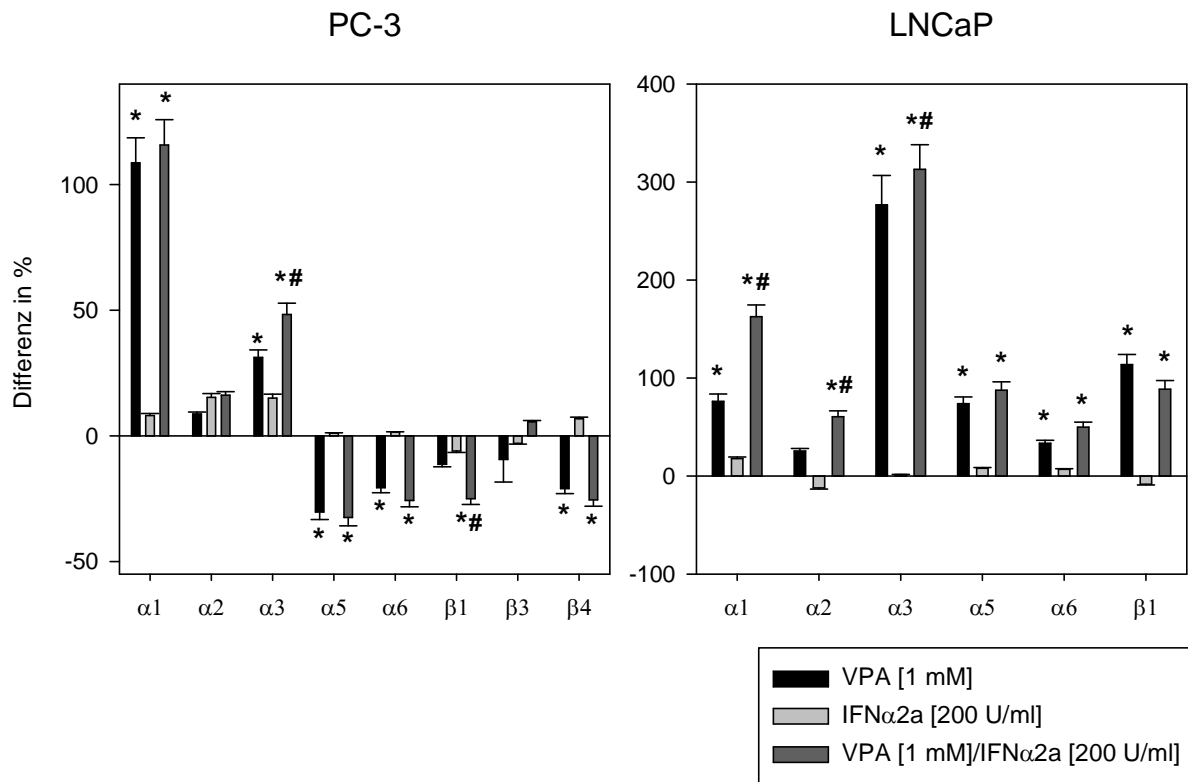 PC-3
LNCaP
Differenz in %
100
50
0
-50
* *
* *#
* *
* *
*#
* *
α1 α2 α3 α5 α6 β1 β3 β4
400
300
200
100
0
-100
* *#
*#
* *#
* *
* *
* *
α1 α2 α3 α5 α6 β1
VPA [1 mM]
IFNα2a [200 U/ml]
VPA [1 mM]/IFNα2a [200 U/ml]